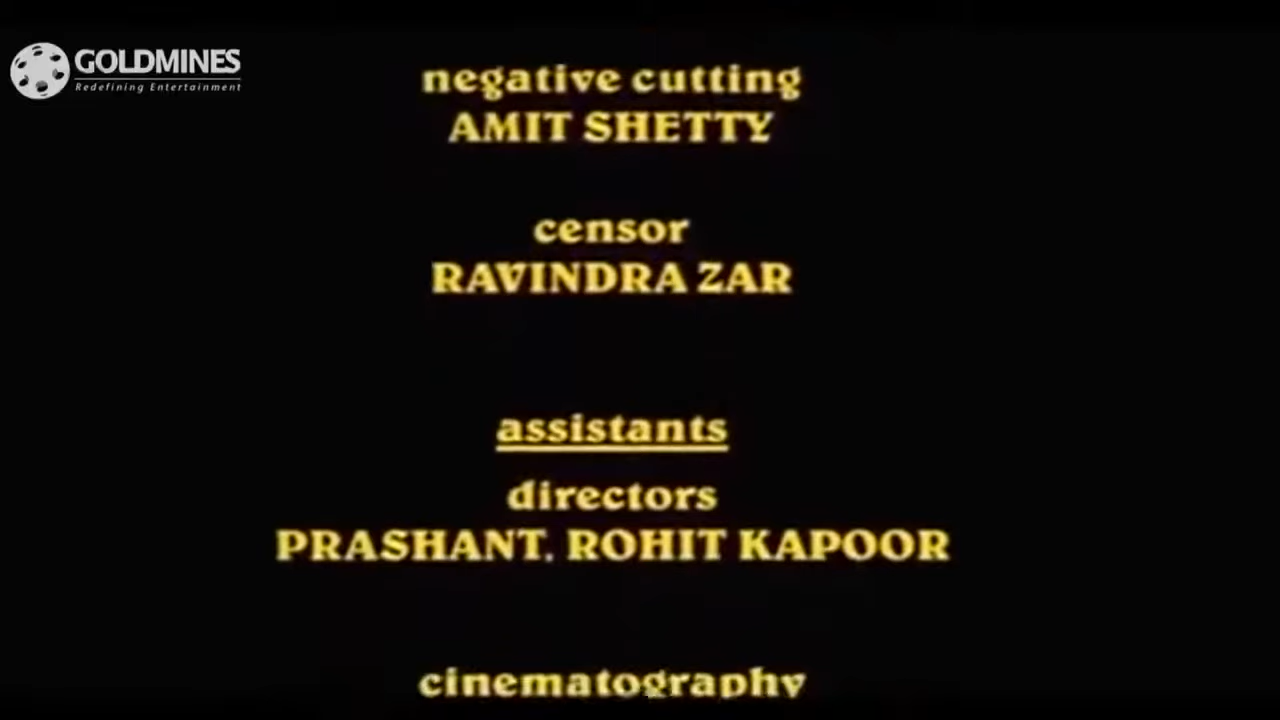 GOLDMINES
Redefining Entertainment
negative cutting
AMIT SHETTY
censor
RAVINDRA ZAR
assistants
directors
PRASHANT, ROHIT KAPOOR
cinematography